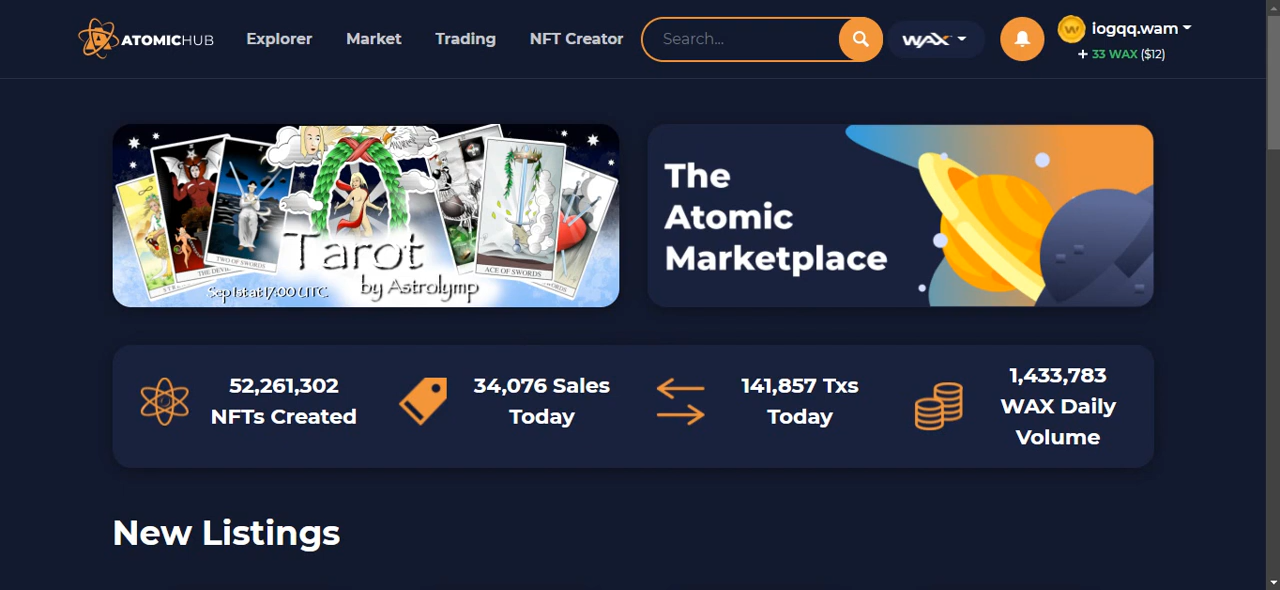 ATOMICHUB
Explorer
Market
Trading
NFT Creator
Search...
WAX
iogqq.wam
+ 33 WAX ($12)
THE DEVIL
TWO OF SWORDS
ACE OF SWORDS
Tarot
by Astrolymp
Sep 1st at 17:00 UTC
The
Atomic
Marketplace
52,261,302
NFTs Created
34,076 Sales
Today
141,857 Txs
Today
1,433,783
WAX Daily
Volume
New Listings